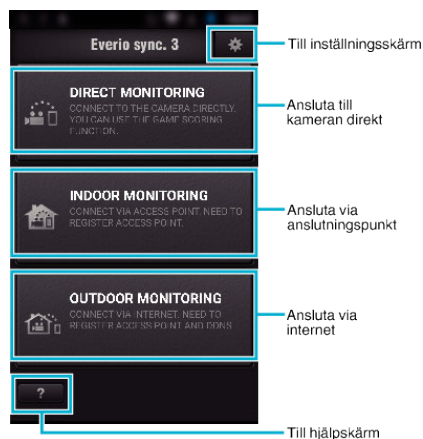 Everio sync. 3
Till inställningsskärm
DIRECT MONITORING
CONNECT TO THE CAMERA DIRECTLY.
YOU CAN USE THE GAME SCORING
FUNCTION.
Ansluta till
kameran direkt
INDOOR MONITORING
CONNECT VIA ACCESS POINT. NEED TO
REGISTER ACCESS POINT.
Ansluta via
anslutningspunkt
OUTDOOR MONITORING
CONNECT VIA INTERNET. NEED TO
REGISTER ACCESS POINT AND DDNS
Ansluta via
internet
?
Till hjälpskärm